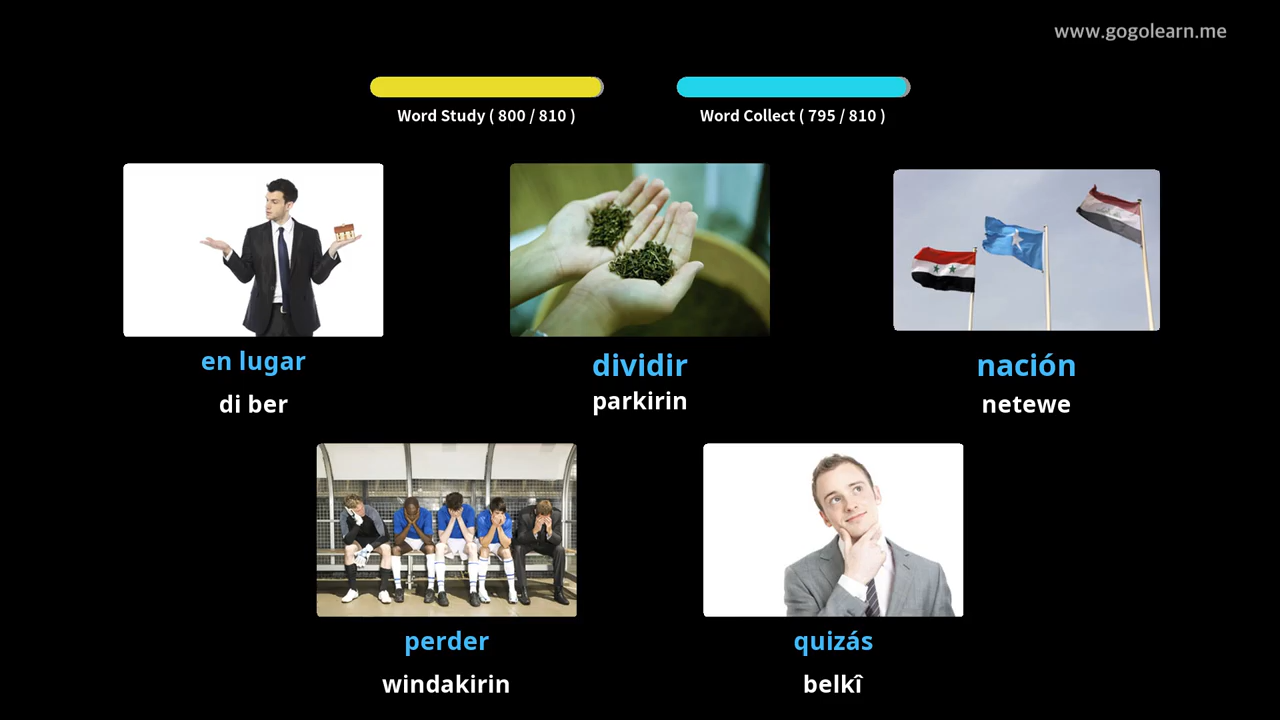 www.gogolearn.me
Word Study ( 800 / 810 )
Word Collect ( 795 / 810 )
en lugar
di ber
dividir
parkirin
nación
netewe
perder
windakirin
quizás
belkî